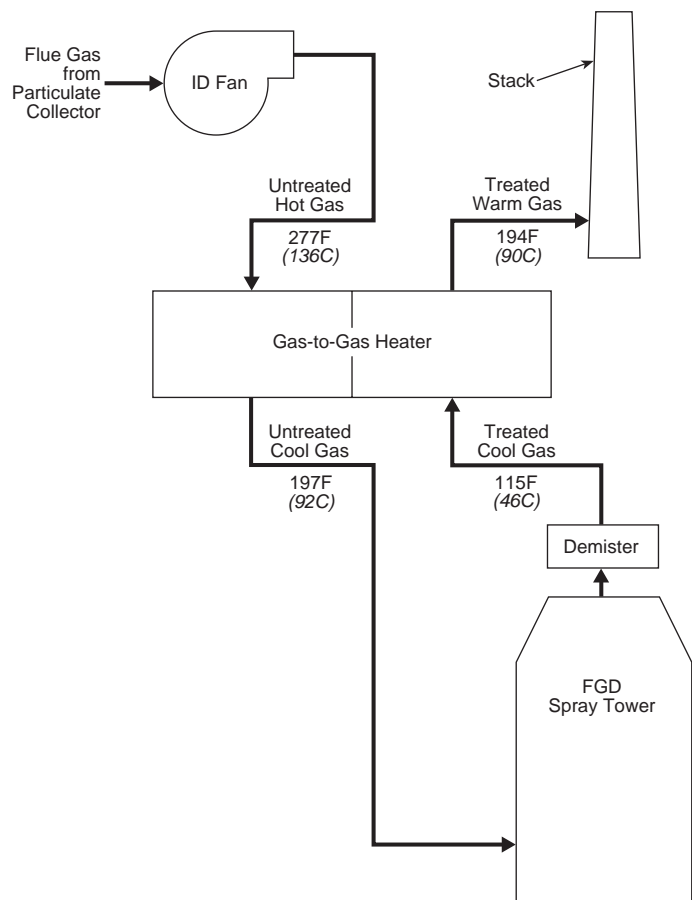 Flue Gas
from
Particulate
Collector
ID Fan
Stack
Untreated
Hot Gas
277F
(136C)
Treated
Warm Gas
194F
(90C)
Gas-to-Gas Heater
Untreated
Cool Gas
197F
(92C)
Treated
Cool Gas
115F
(46C)
Demister
FGD
Spray Tower